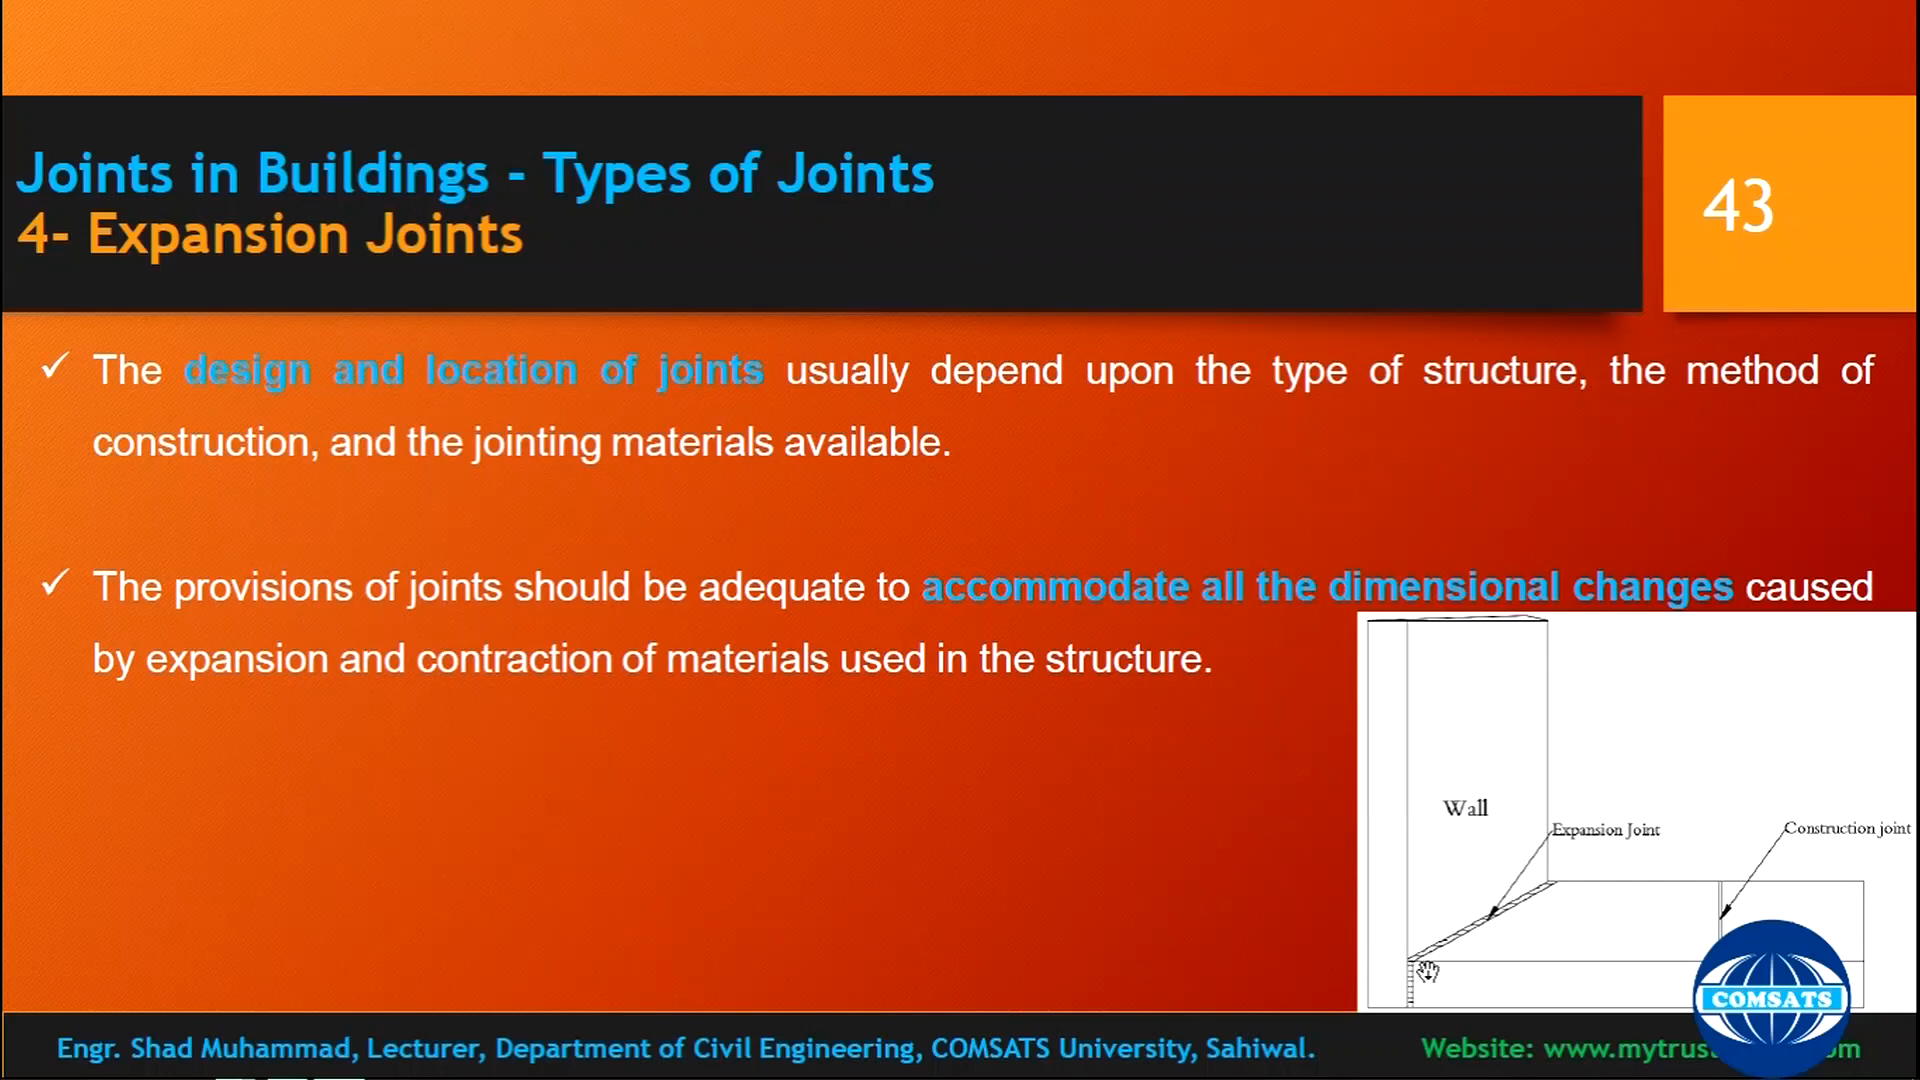 Joints in Buildings - Types of Joints
4- Expansion Joints
43
✓ The design and location of joints usually depend upon the type of structure, the method of
construction, and the jointing materials available.
✓ The provisions of joints should be adequate to accommodate all the dimensional changes caused
by expansion and contraction of materials used in the structure.
Wall
Expansion Joint
Construction joint
COMSATS
Engr. Shad Muhammad, Lecturer, Department of Civil Engineering, COMSATS University, Sahiwal.
Website: